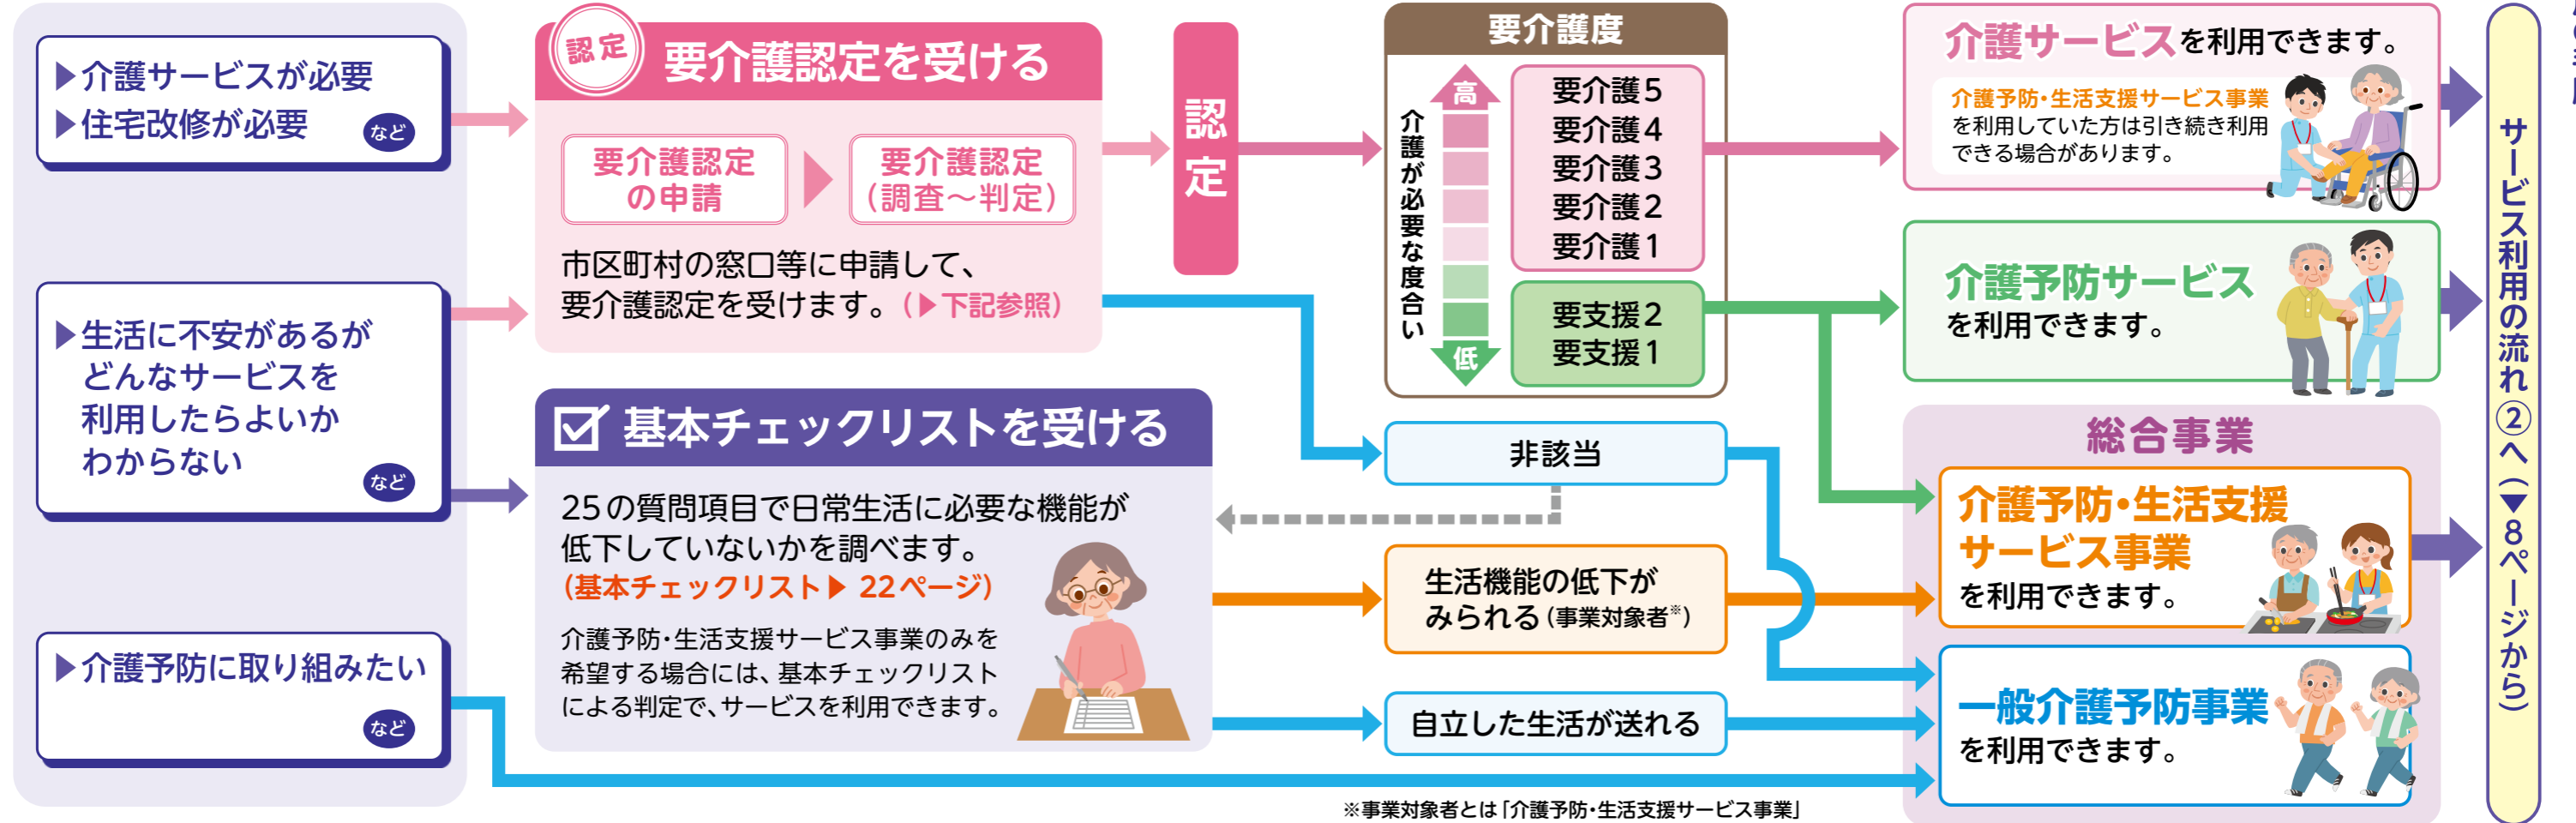 ▶介護サービスが必要
▶住宅改修が必要
など
▶生活に不安があるが
どんなサービスを
利用したらよいか
わからない
など
▶介護予防に取り組みたい
など
認定
要介護認定を受ける
要介護認定
の申請
要介護認定
(調査～判定)
市区町村の窓口等に申請して、
要介護認定を受けます。(▶下記参照)
基本チェックリストを受ける
25の質問項目で日常生活に必要な機能が
低下していないかを調べます。
(基本チェックリスト▶ 22ページ)
介護予防・生活支援サービス事業のみを
希望する場合には、基本チェックリスト
による判定で、サービスを利用できます。
認定
要介護度
介護が必要な度合い
高
低
要介護5
要介護4
要介護3
要介護2
要介護1
要支援2
要支援1
非該当
生活機能の低下が
みられる(事業対象者※)
自立した生活が送れる
※事業対象者とは「介護予防・生活支援サービス事業」
介護サービスを利用できます。
介護予防・生活支援サービス事業
を利用していた方は引き続き利用
できる場合があります。
介護予防サービス
を利用できます。
総合事業
介護予防・生活支援
サービス事業
を利用できます。
一般介護予防事業
を利用できます。
サービス利用の流れ②へ(▼8ページから)